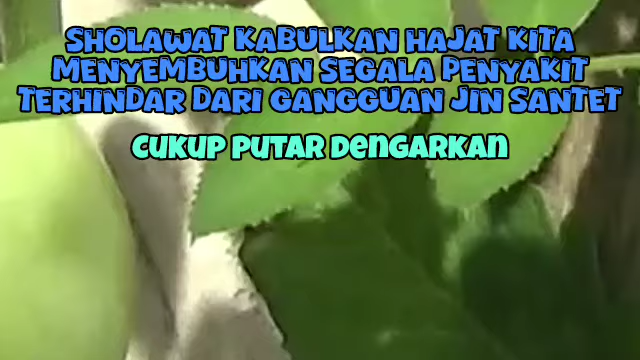 SHOLAWAT KABULKAN HAJAT KITA
MENYEMBUHKAN SEGALA PENYAKIT
TERHINDAR DARI GANGGUAN JIN SANTET
CUKUP PUTAR DENGARKAN